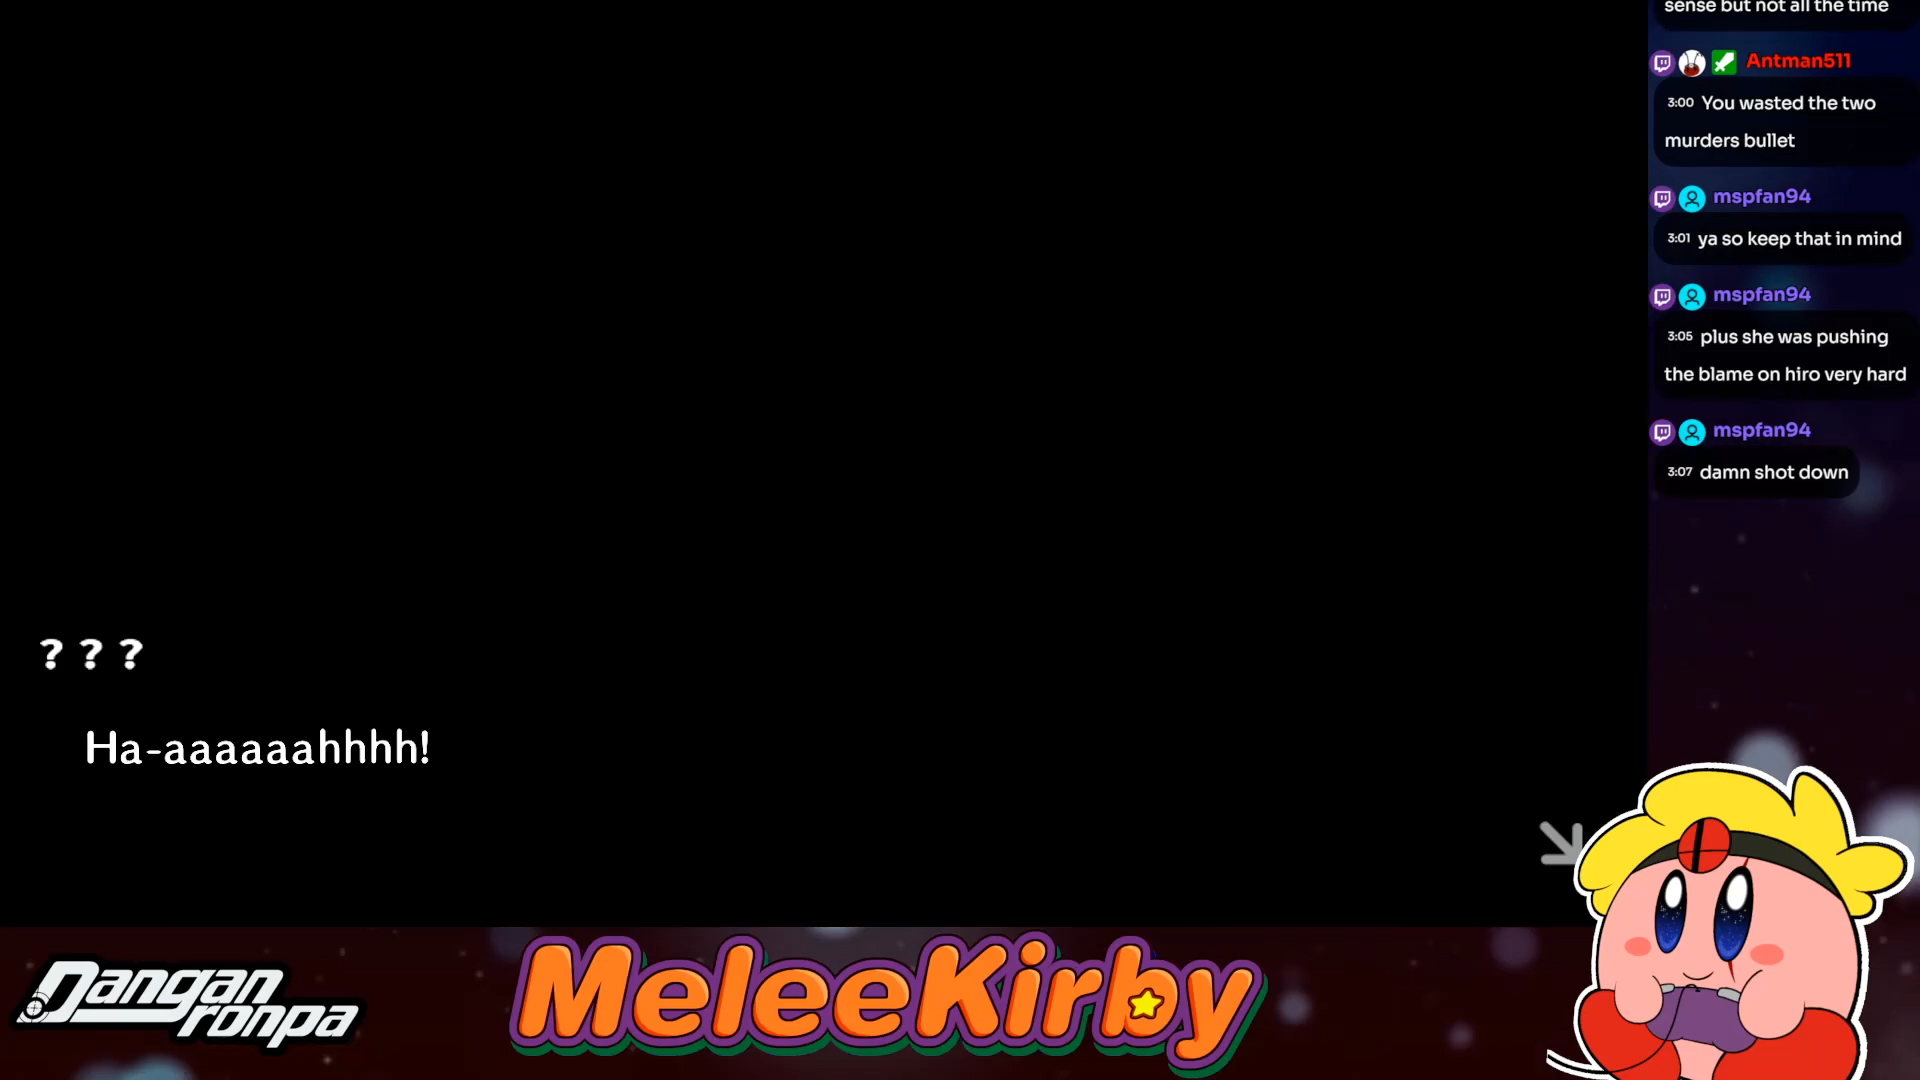 sense but not all the time
Antman511
3:00 You wasted the two
murders bullet
mspfan94
3:01 ya so keep that in mind
mspfan94
3:05 plus she was pushing
the blame on hiro very hard
mspfan94
3:07 damn shot down
? ? ?
Ha-aaaaaahhhh!
Dangan
ronpa
MeleeKirby